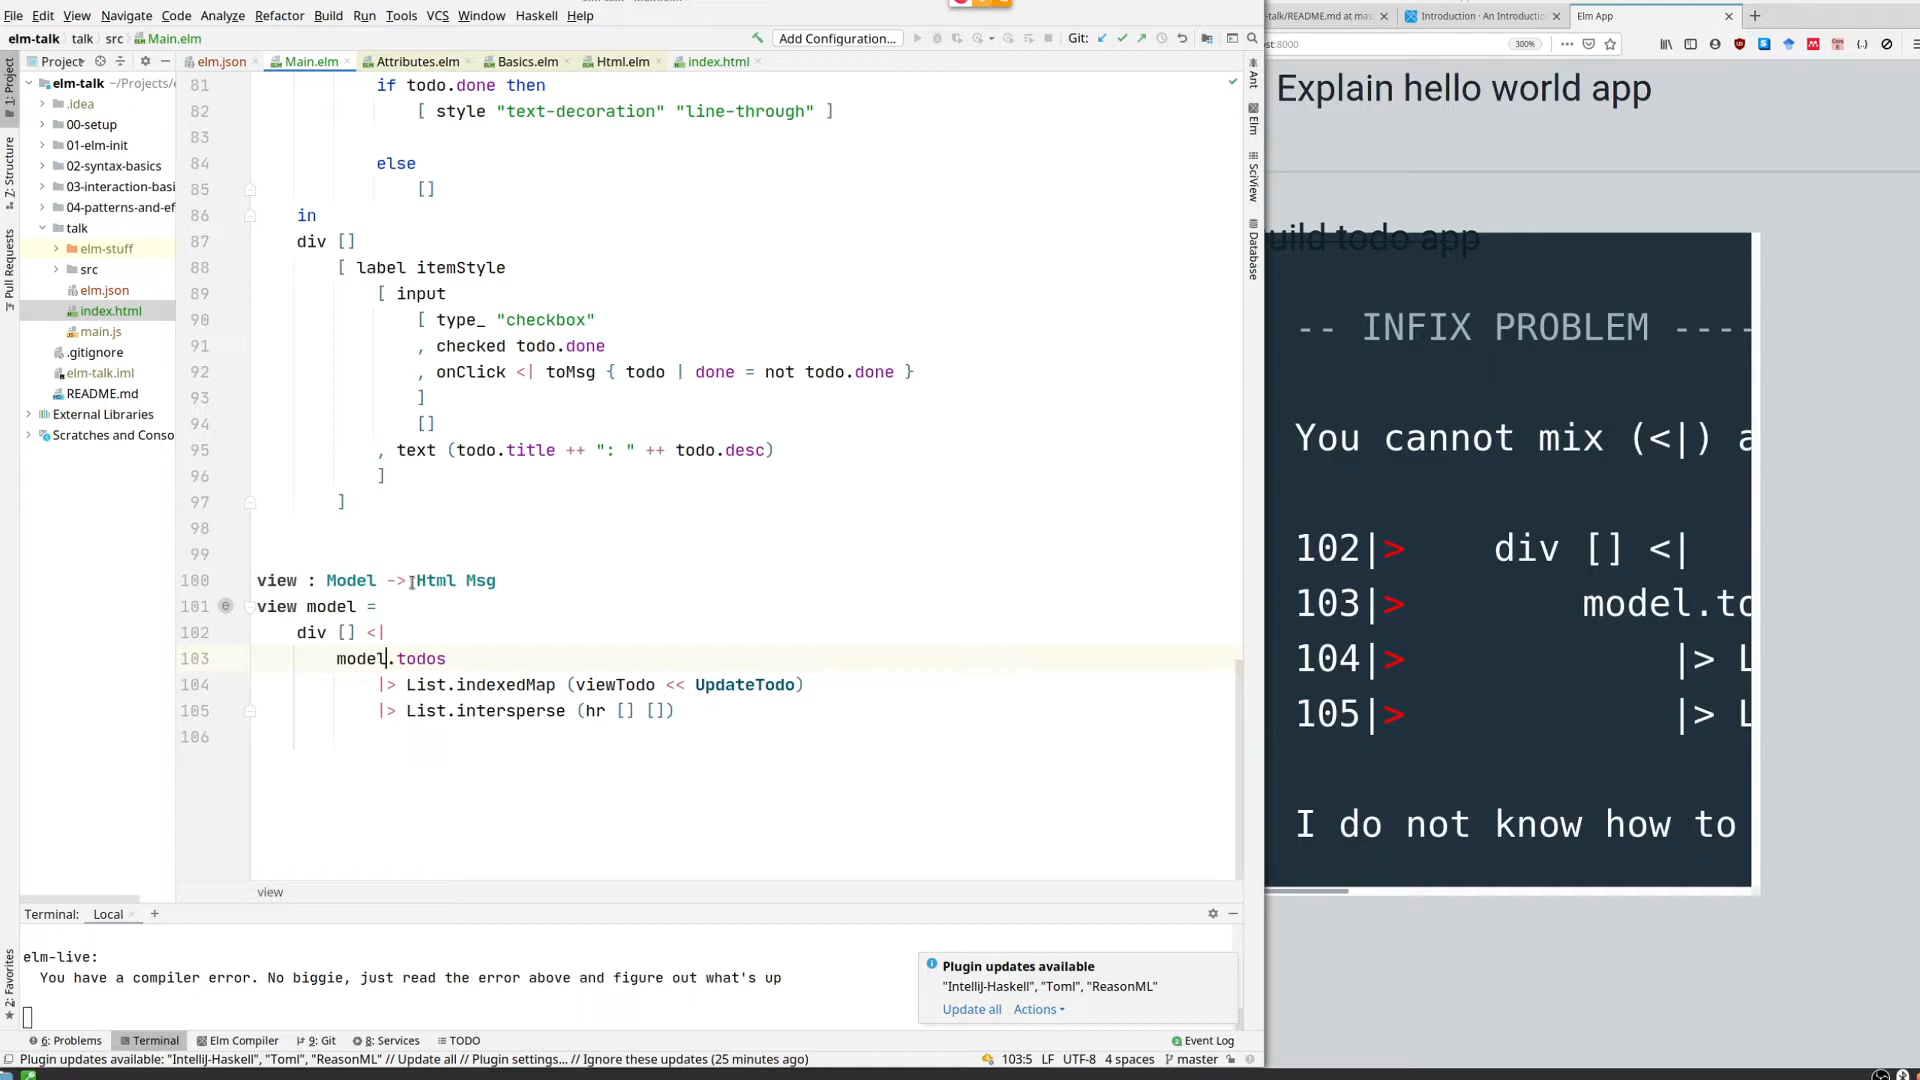 File Edit View Navigate Code Analyze Refactor Build Run Tools VCS Window Haskell Help
elm-talk talk src Main.elm
Add Configuration...
Git:
Project
elm.json Main.elm Attributes.elm Basics.elm Html.elm index.html
1: Project
7: Structure
Pull Requests
2: Favorites
elm-talk ~/Projects/
.idea
00-setup
01-elm-init
02-syntax-basics
03-interaction-basi
04-patterns-and-ef
talk
elm-stuff
src
elm.json
index.html
main.js
.gitignore
elm-talk.iml
README.md
External Libraries
Scratches and Conso
81 if todo.done then
82 [ style "text-decoration" "line-through" ]
83
84 else
85 []
86 in
87 div []
88 [ label itemStyle
89 [ input
90 [ type_ "checkbox"
91 , checked todo.done
92 , onClick <| toMsg { todo | done = not todo.done }
93 ]
94 []
95 , text (todo.title ++ ": " ++ todo.desc)
96 ]
97 ]
98
99
100 view : Model -> Html Msg
101 view model =
102 div [] <|
103 model.todos
104 |> List.indexedMap (viewTodo << UpdateTodo)
105 |> List.intersperse (hr [] [])
106
view
Ant
Elm
SciView
Database
Terminal: Local +
elm-live:
You have a compiler error. No biggie, just read the error above and figure out what's up
Plugin updates available
"IntelliJ-Haskell", "Toml", "ReasonML"
Update all Actions
6: Problems Terminal Elm Compiler 9: Git 8: Services TODO
Event Log
Plugin updates available: "IntelliJ-Haskell", "Toml", "ReasonML" // Update all // Plugin settings... // Ignore these updates (25 minutes ago)
103:5 LF UTF-8 4 spaces master
-talk/README.md at mas Introduction · An Introductio Elm App
st:8000 300%
Explain hello world app
uild todo app
-- INFIX PROBLEM ----
You cannot mix (<|) a
102|> div [] <|
103|> model.to
104|> |> L
105|> |> L
I do not know how to